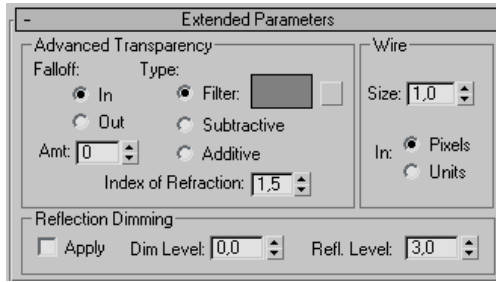 - Extended Parameters
Advanced Transparency
Falloff: Type:
In Filter:
Out Subtractive
Amt: 0 Additive
Index of Refraction: 1,5
Wire
Size: 1,0
In: Pixels
Units
Reflection Dimming
Apply Dim Level: 0,0 Refl. Level: 3,0